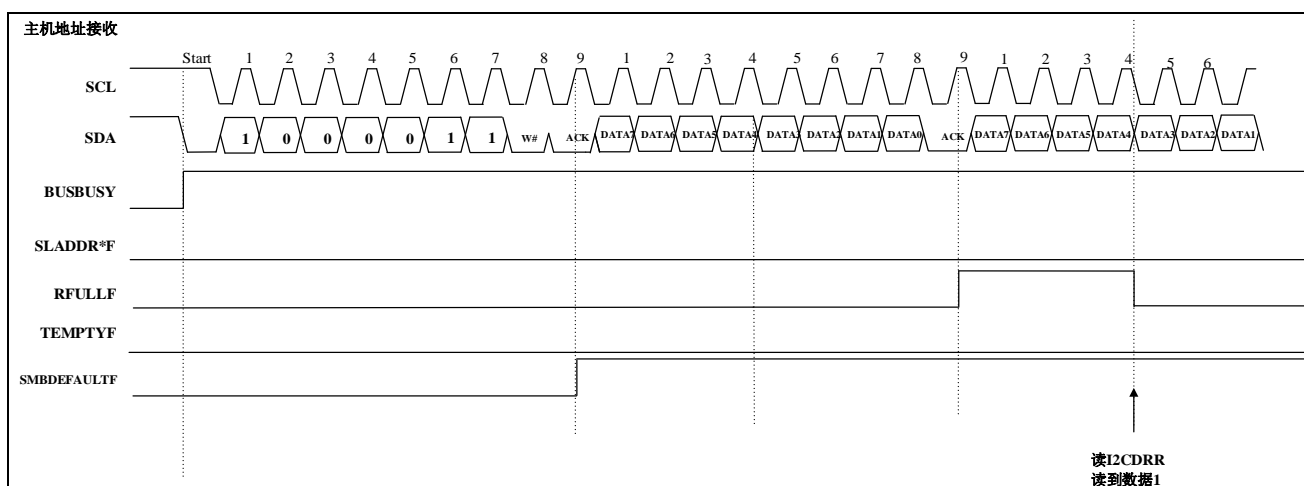 主机地址接收
Start 1 2 3 4 5 6 7 8 9 1 2 3 4 5 6 7 8 9 1 2 3 4 5 6
SCL
SDA 1 0 0 0 0 1 1 W# ACK DATA7 DATA6 DATA5 DATA4 DATA3 DATA2 DATA1 DATA0 ACK DATA7 DATA6 DATA5 DATA4 DATA3 DATA2 DATA1
BUSBUSY
SLADDR*F
RFULLF
TEMPTYF
SMBDEFAULTF
读I2CDRR
读到数据1